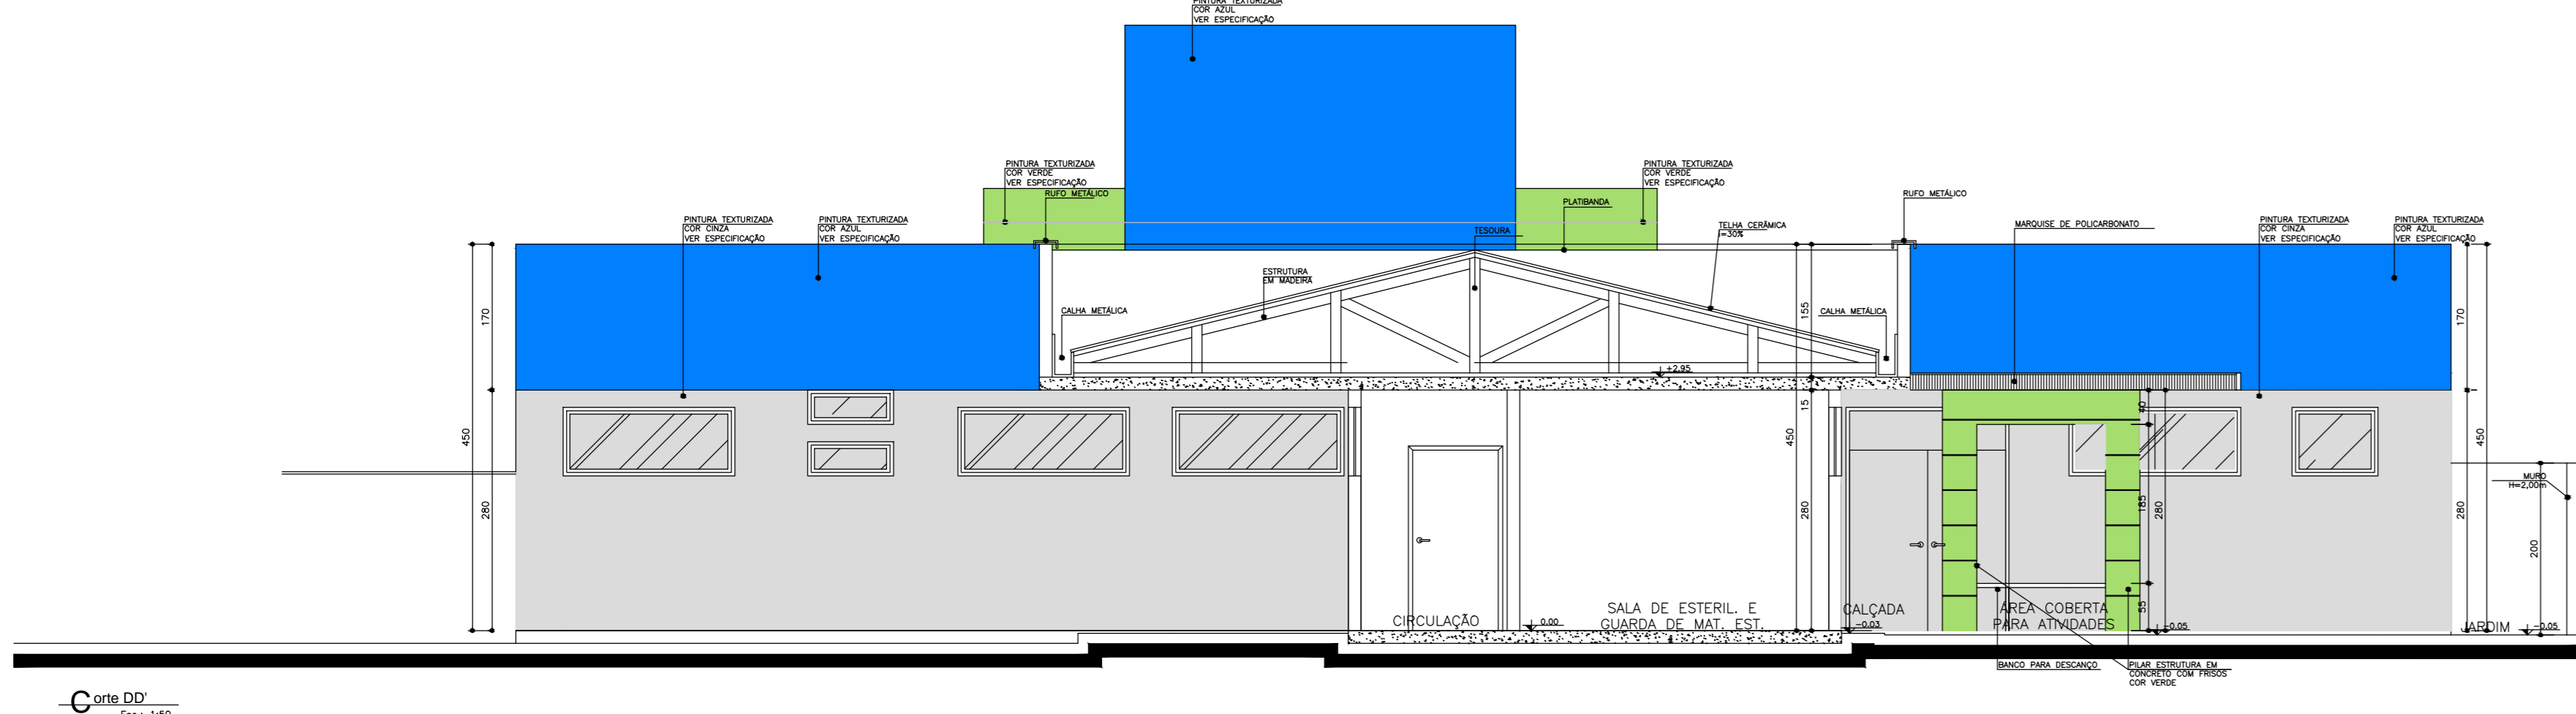 PINTURA TEXTURIZADA
COR AZUL
VER ESPECIFICAÇÃO
PINTURA TEXTURIZADA
COR VERDE
VER ESPECIFICAÇÃO
RUFO METÁLICO
PINTURA TEXTURIZADA
COR VERDE
VER ESPECIFICAÇÃO
RUFO METÁLICO
PINTURA TEXTURIZADA
COR CINZA
VER ESPECIFICAÇÃO
PINTURA TEXTURIZADA
COR AZUL
VER ESPECIFICAÇÃO
PLATIBANDA
TESOURA
TELHA CERÂMICA
i=30%
MARQUISE DE POLICARBONATO
PINTURA TEXTURIZADA
COR CINZA
VER ESPECIFICAÇÃO
PINTURA TEXTURIZADA
COR AZUL
VER ESPECIFICAÇÃO
ESTRUTURA
EM MADEIRA
CALHA METÁLICA
CALHA METÁLICA
170
155
170
+2.95
450
15
450
40
450
280
280
185
280
280
MURO
H=2,00m
200
55
CIRCULAÇÃO
0.00
SALA DE ESTERIL. E
GUARDA DE MAT. EST.
CALÇADA
-0.03
ÁREA COBERTA
PARA ATIVIDADES
-0.05
JARDIM
-0.05
BANCO PARA DESCANÇO
PILAR ESTRUTURA EM
CONCRETO COM FRISOS
COR VERDE
Corte DD'
Esc.: 1:50